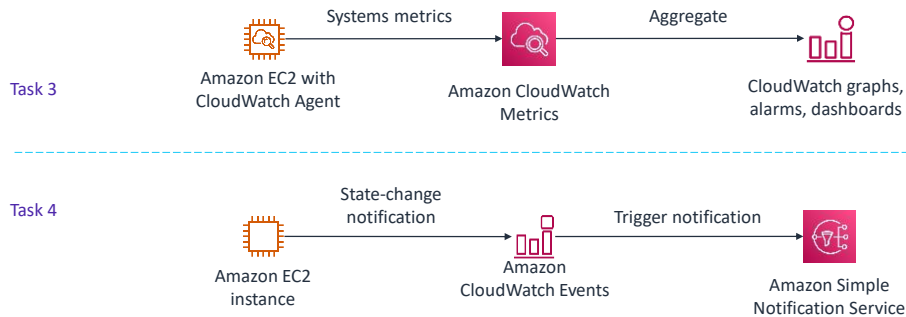 Systems metrics
Aggregate
Task 3
Amazon EC2 with
CloudWatch Agent
Amazon CloudWatch
Metrics
CloudWatch graphs,
alarms, dashboards
Task 4
State-change
notification
Trigger notification
Amazon EC2
instance
Amazon
CloudWatch Events
Amazon Simple
Notification Service